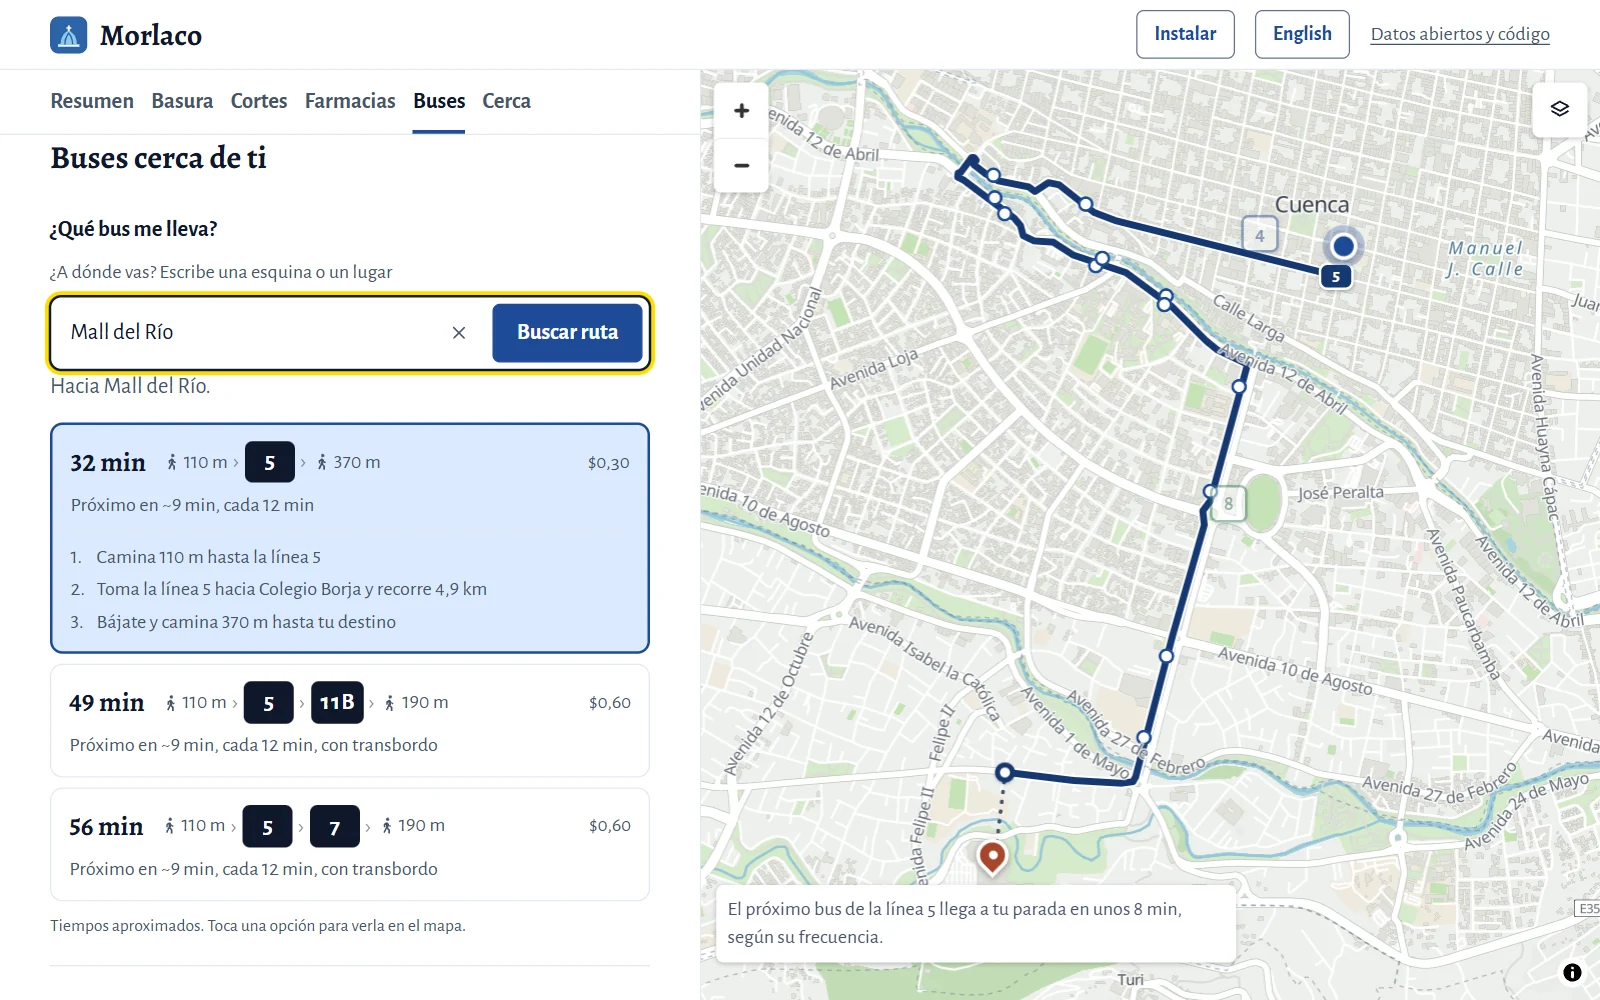 Morlaco
Instalar
English
Datos abiertos y código
Resumen
Basura
Cortes
Farmacias
Buses
Cerca
Buses cerca de ti
¿Qué bus me lleva?
¿A dónde vas? Escribe una esquina o un lugar
Mall del Río
Buscar ruta
Hacia Mall del Río.
32 min 110 m › 5 › 370 m $0,30
Próximo en ~9 min, cada 12 min
1. Camina 110 m hasta la línea 5
2. Toma la línea 5 hacia Colegio Borja y recorre 4,9 km
3. Bájate y camina 370 m hasta tu destino
49 min 110 m › 5 › 11B › 190 m $0,60
Próximo en ~9 min, cada 12 min, con transbordo
56 min 110 m › 5 › 7 › 190 m $0,60
Próximo en ~9 min, cada 12 min, con transbordo
Tiempos aproximados. Toca una opción para verla en el mapa.
+
−
enida 12 de Abril
Cuenca
4
5
Manuel
J. Calle
Juan
Calle Larga
Avenida 12 de Abril
Avenida Unidad Nacional
Avenida Loja
Avenida Huayna Cápac
José Peralta
8
enida 10 de Agosto
Avenida Paucarbamba
Avenida 12 de Abril
Avenida 10 de Agosto
Avenida Isabel la Católica
Avenida 12 de Octubre
Felipe II
Avenida 1 de Mayo
Avenida 27 de Febrero
Avenida
Avenida 27 de Febrero
Avenida 24 de Mayo
enida Felipe II
El próximo bus de la línea 5 llega a tu parada en unos 8 min,
según su frecuencia.
E35
Turi